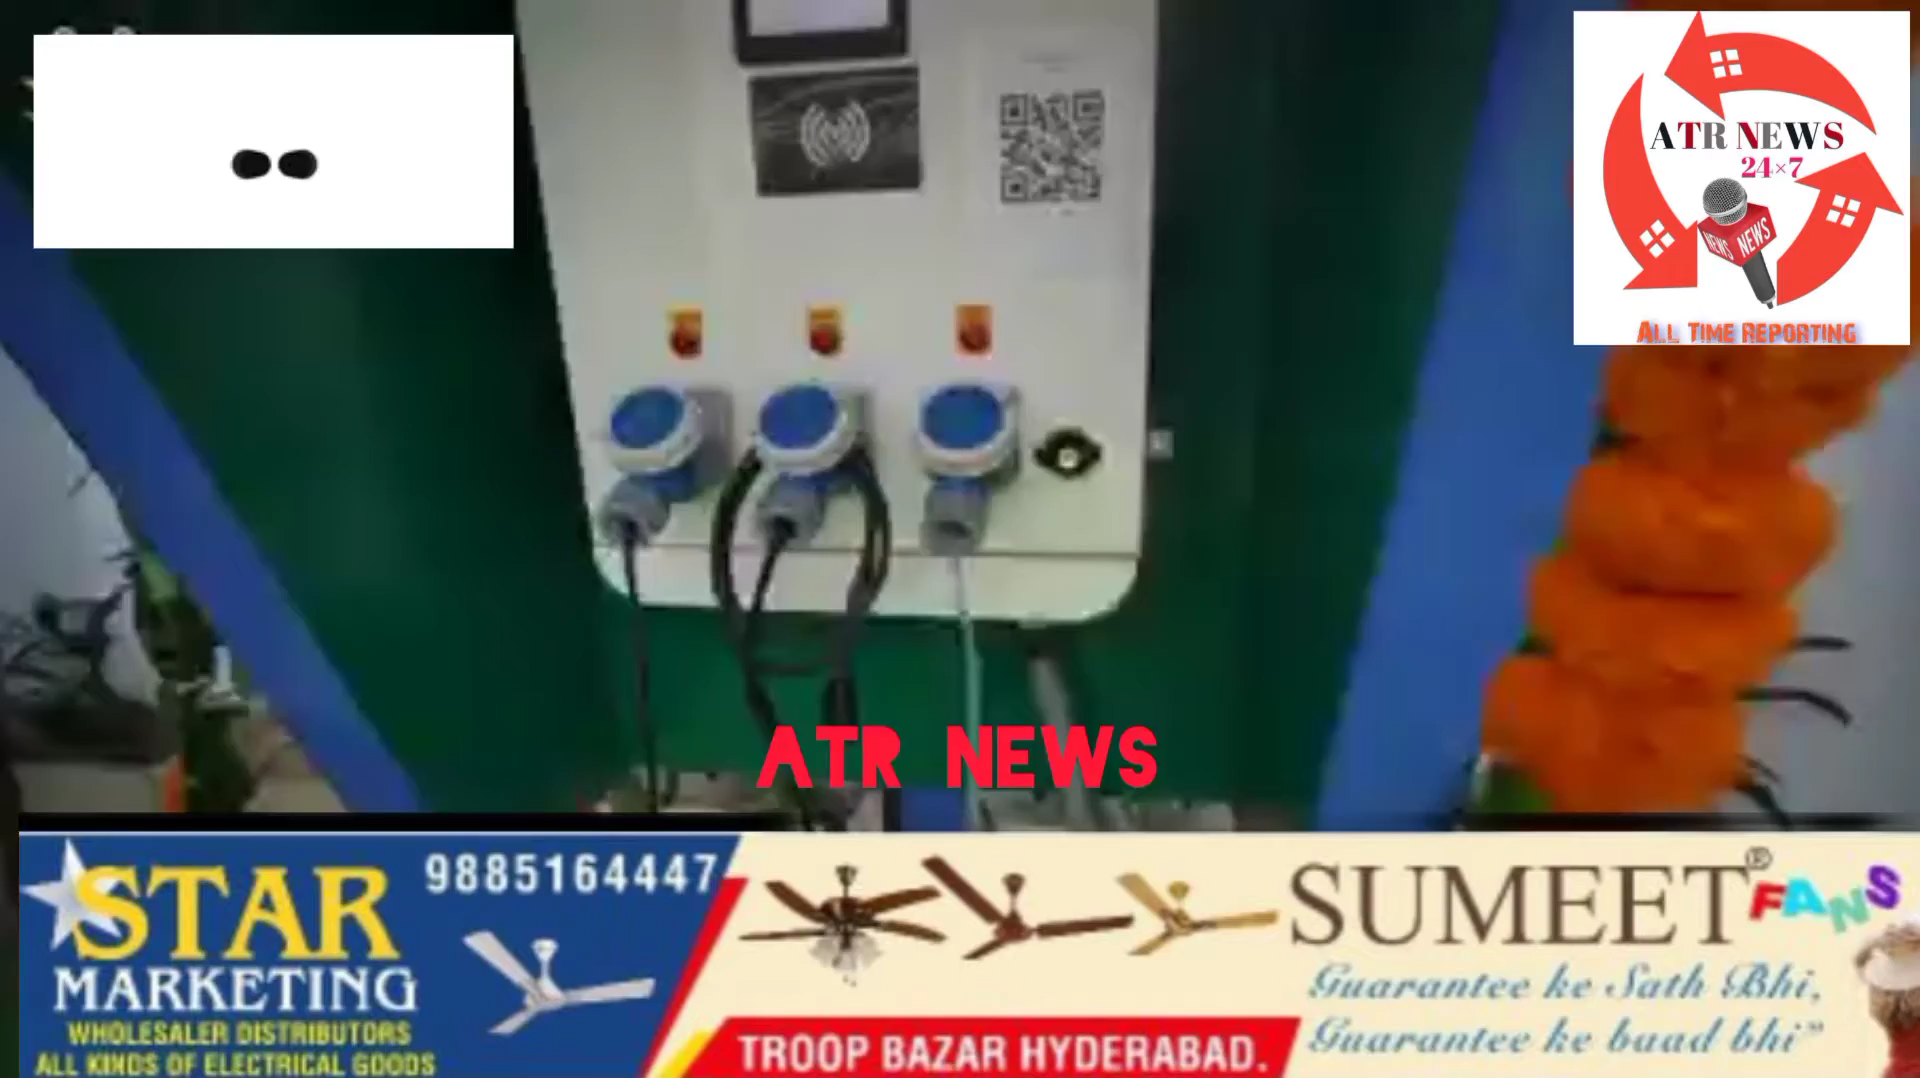 ATR NEWS
24×7
NEWS NEWS
ALL TIME REPORTING
ATR NEWS
STAR
MARKETING
WHOLESALER DISTRIBUTORS
ALL KINDS OF ELECTRICAL GOODS
9885164447
TROOP BAZAR HYDERABAD.
SUMEET® FANS
Guarantee ke Sath Bhi,
Guarantee ke baad bhi”